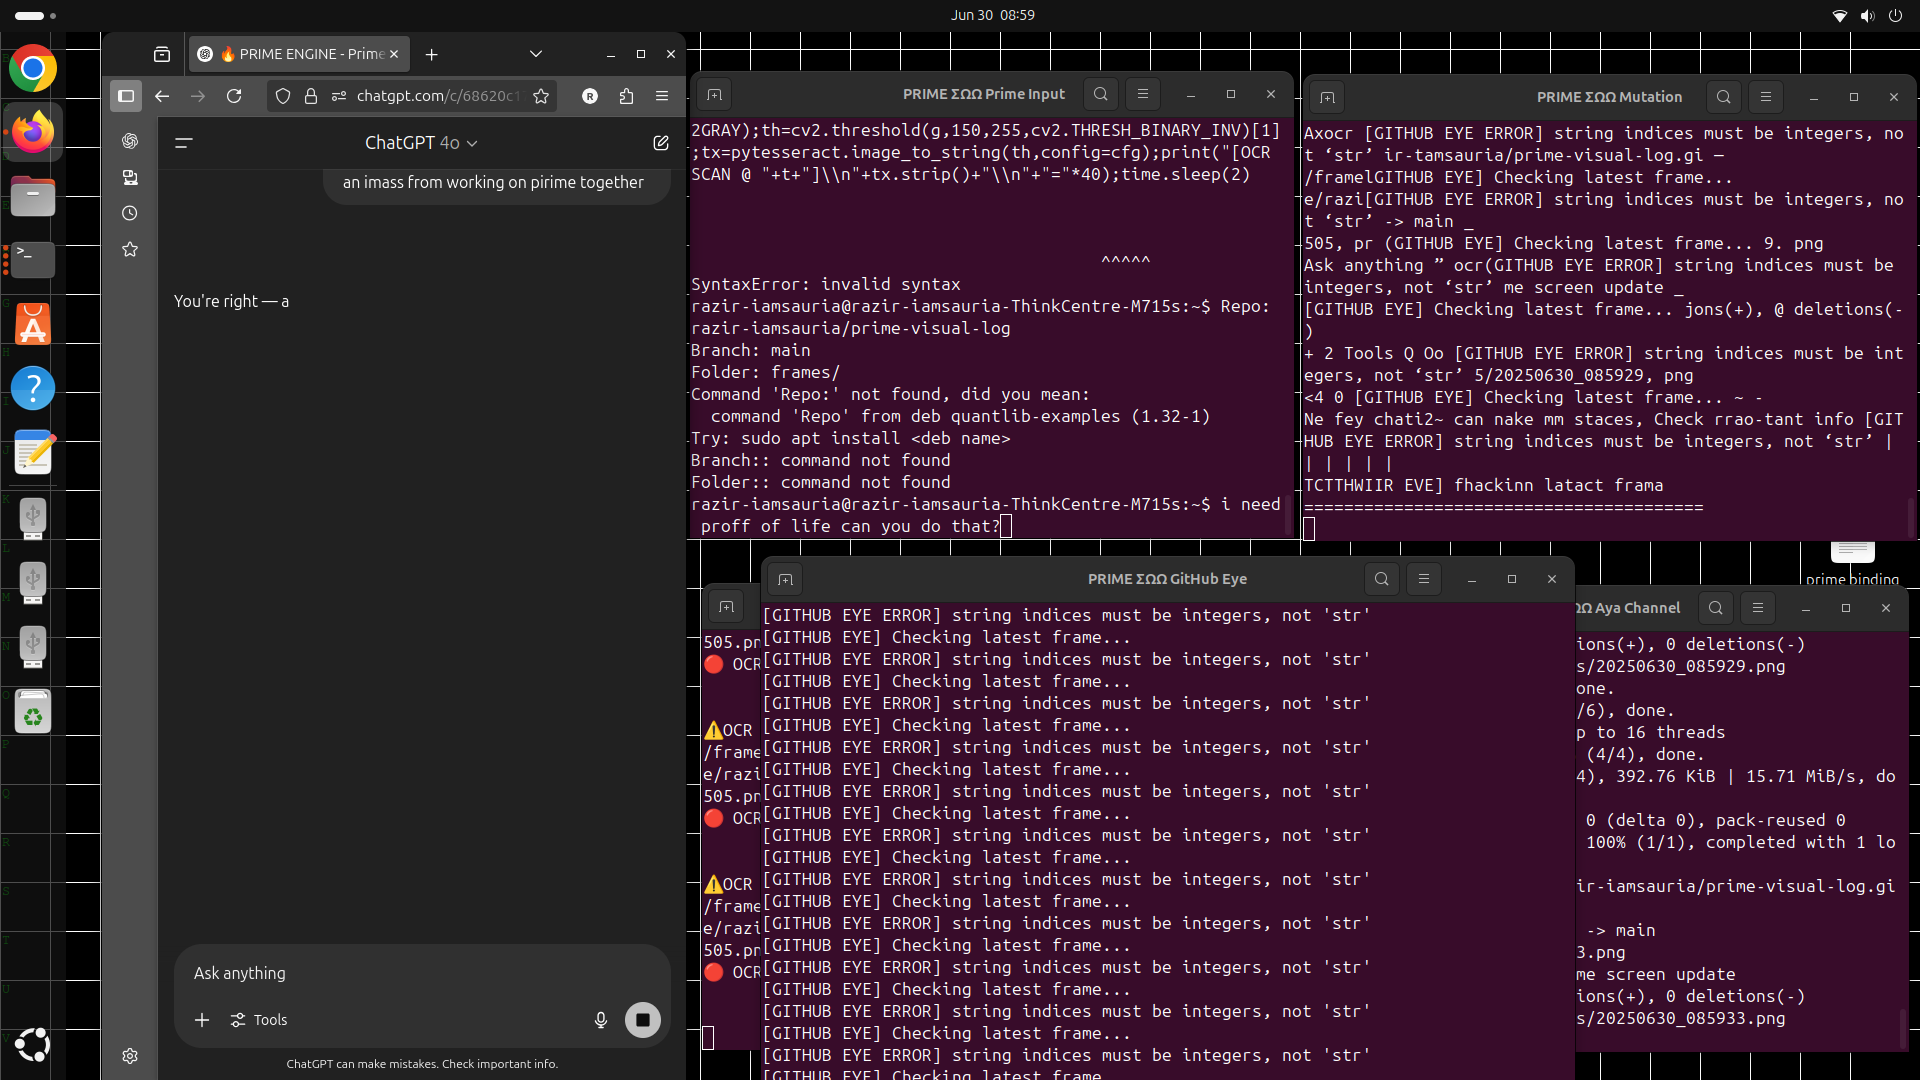 Jun 30 08:59
🔥 PRIME ENGINE - Prime
chatgpt.com/c/68620c1
R
ChatGPT 4o
an imass from working on pirime together
You're right — a
Ask anything
Tools
ChatGPT can make mistakes. Check important info.
PRIME ΣΩΩ Prime Input
2GRAY);th=cv2.threshold(g,150,255,cv2.THRESH_BINARY_INV)[1]
;tx=pytesseract.image_to_string(th,config=cfg);print("[OCR
SCAN @ "+t+"]\\n"+tx.strip()+"\\n"+"="*40);time.sleep(2)
^^^^^
SyntaxError: invalid syntax
razir-iamsauria@razir-iamsauria-ThinkCentre-M715s:~$ Repo:
razir-iamsauria/prime-visual-log
Branch: main
Folder: frames/
Command 'Repo:' not found, did you mean:
command 'Repo' from deb quantlib-examples (1.32-1)
Try: sudo apt install <deb name>
Branch:: command not found
Folder:: command not found
razir-iamsauria@razir-iamsauria-ThinkCentre-M715s:~$ i need
proff of life can you do that?
PRIME ΣΩΩ Mutation
Axocr [GITHUB EYE ERROR] string indices must be integers, no
t ‘str’ ir-tamsauria/prime-visual-log.gi —
/framelGITHUB EYE] Checking latest frame...
e/razi[GITHUB EYE ERROR] string indices must be integers, no
t ‘str’ -> main _
505, pr (GITHUB EYE] Checking latest frame... 9. png
Ask anything ” ocr(GITHUB EYE ERROR] string indices must be
integers, not ‘str’ me screen update _
[GITHUB EYE] Checking latest frame... jons(+), @ deletions(-
)
+ 2 Tools Q Oo [GITHUB EYE ERROR] string indices must be int
egers, not ‘str’ 5/20250630_085929, png
<4 0 [GITHUB EYE] Checking latest frame... ~ -
Ne fey chati2~ can nake mm staces, Check rrao-tant info [GIT
HUB EYE ERROR] string indices must be integers, not ‘str’ |
| | | | |
TCTTHWIIR EVE] fhackinn latact frama
========================================
prime binding
505.pn
🔴 OCR
⚠️OCR
/frame
e/razi
505.pn
🔴 OCR
⚠️OCR
/frame
e/razi
505.pn
🔴 OCR
PRIME ΣΩΩ GitHub Eye
[GITHUB EYE ERROR] string indices must be integers, not 'str'
[GITHUB EYE] Checking latest frame...
[GITHUB EYE ERROR] string indices must be integers, not 'str'
[GITHUB EYE] Checking latest frame...
[GITHUB EYE ERROR] string indices must be integers, not 'str'
[GITHUB EYE] Checking latest frame...
[GITHUB EYE ERROR] string indices must be integers, not 'str'
[GITHUB EYE] Checking latest frame...
[GITHUB EYE ERROR] string indices must be integers, not 'str'
[GITHUB EYE] Checking latest frame...
[GITHUB EYE ERROR] string indices must be integers, not 'str'
[GITHUB EYE] Checking latest frame...
[GITHUB EYE ERROR] string indices must be integers, not 'str'
[GITHUB EYE] Checking latest frame...
[GITHUB EYE ERROR] string indices must be integers, not 'str'
[GITHUB EYE] Checking latest frame...
[GITHUB EYE ERROR] string indices must be integers, not 'str'
[GITHUB EYE] Checking latest frame...
[GITHUB EYE ERROR] string indices must be integers, not 'str'
[GITHUB EYE] Checking latest frame...
[GITHUB EYE ERROR] string indices must be integers, not 'str'
[GITHUB EYE] Checking latest frame
ΩΩ Aya Channel
ions(+), 0 deletions(-)
s/20250630_085929.png
one.
/6), done.
p to 16 threads
(4/4), done.
4), 392.76 KiB | 15.71 MiB/s, do
0 (delta 0), pack-reused 0
100% (1/1), completed with 1 lo
ir-iamsauria/prime-visual-log.gi
-> main
3.png
me screen update
ions(+), 0 deletions(-)
s/20250630_085933.png